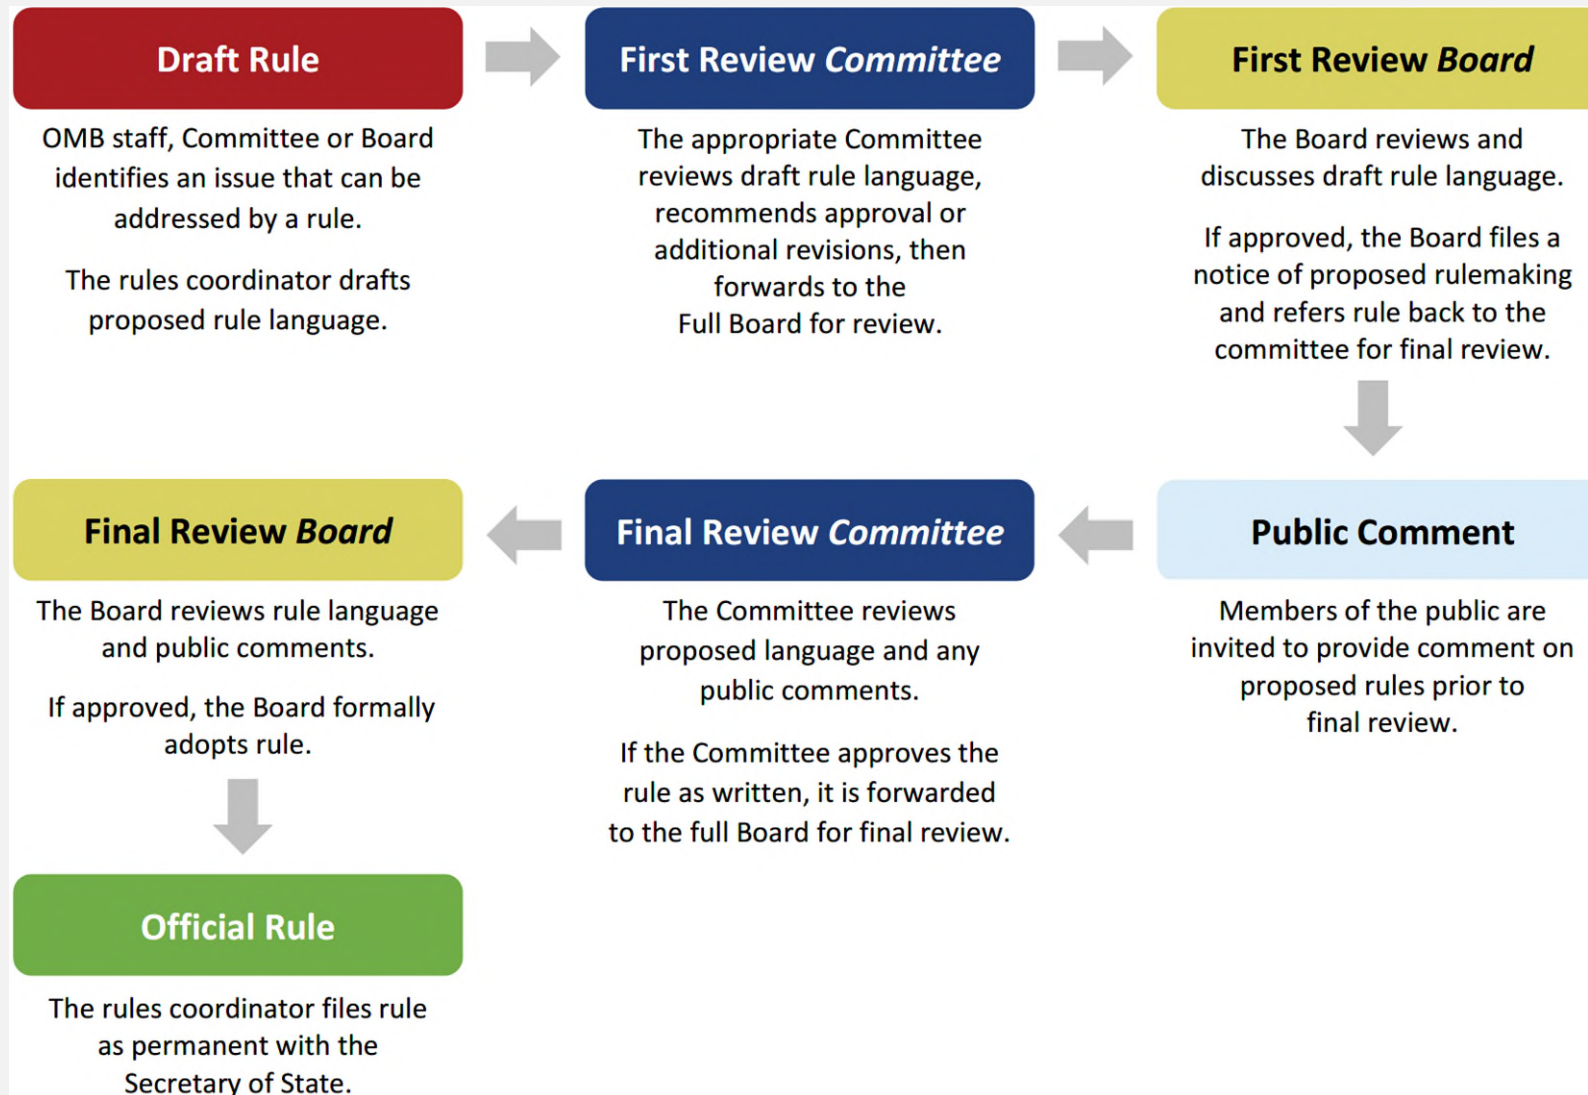 Draft Rule
OMB staff, Committee or Board
identifies an issue that can be
addressed by a rule.
The rules coordinator drafts
proposed rule language.
First Review Committee
The appropriate Committee
reviews draft rule language,
recommends approval or
additional revisions, then
forwards to the
Full Board for review.
First Review Board
The Board reviews and
discusses draft rule language.
If approved, the Board files a
notice of proposed rulemaking
and refers rule back to the
committee for final review.
Public Comment
Members of the public are
invited to provide comment on
proposed rules prior to
final review.
Final Review Committee
The Committee reviews
proposed language and any
public comments.
If the Committee approves the
rule as written, it is forwarded
to the full Board for final review.
Final Review Board
The Board reviews rule language
and public comments.
If approved, the Board formally
adopts rule.
Official Rule
The rules coordinator files rule
as permanent with the
Secretary of State.